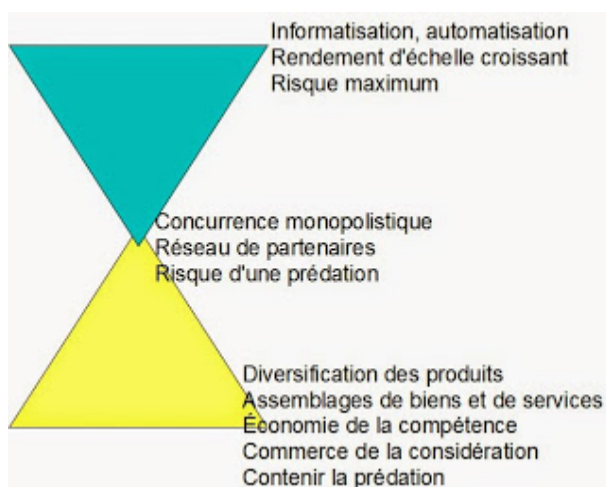 Informatisation, automatisation
Rendement d'échelle croissant
Risque maximum
Concurrence monopolistique
Réseau de partenaires
Risque d'une prédation
Diversification des produits
Assemblages de biens et de services
Économie de la compétence
Commerce de la considération
Contenir la prédation